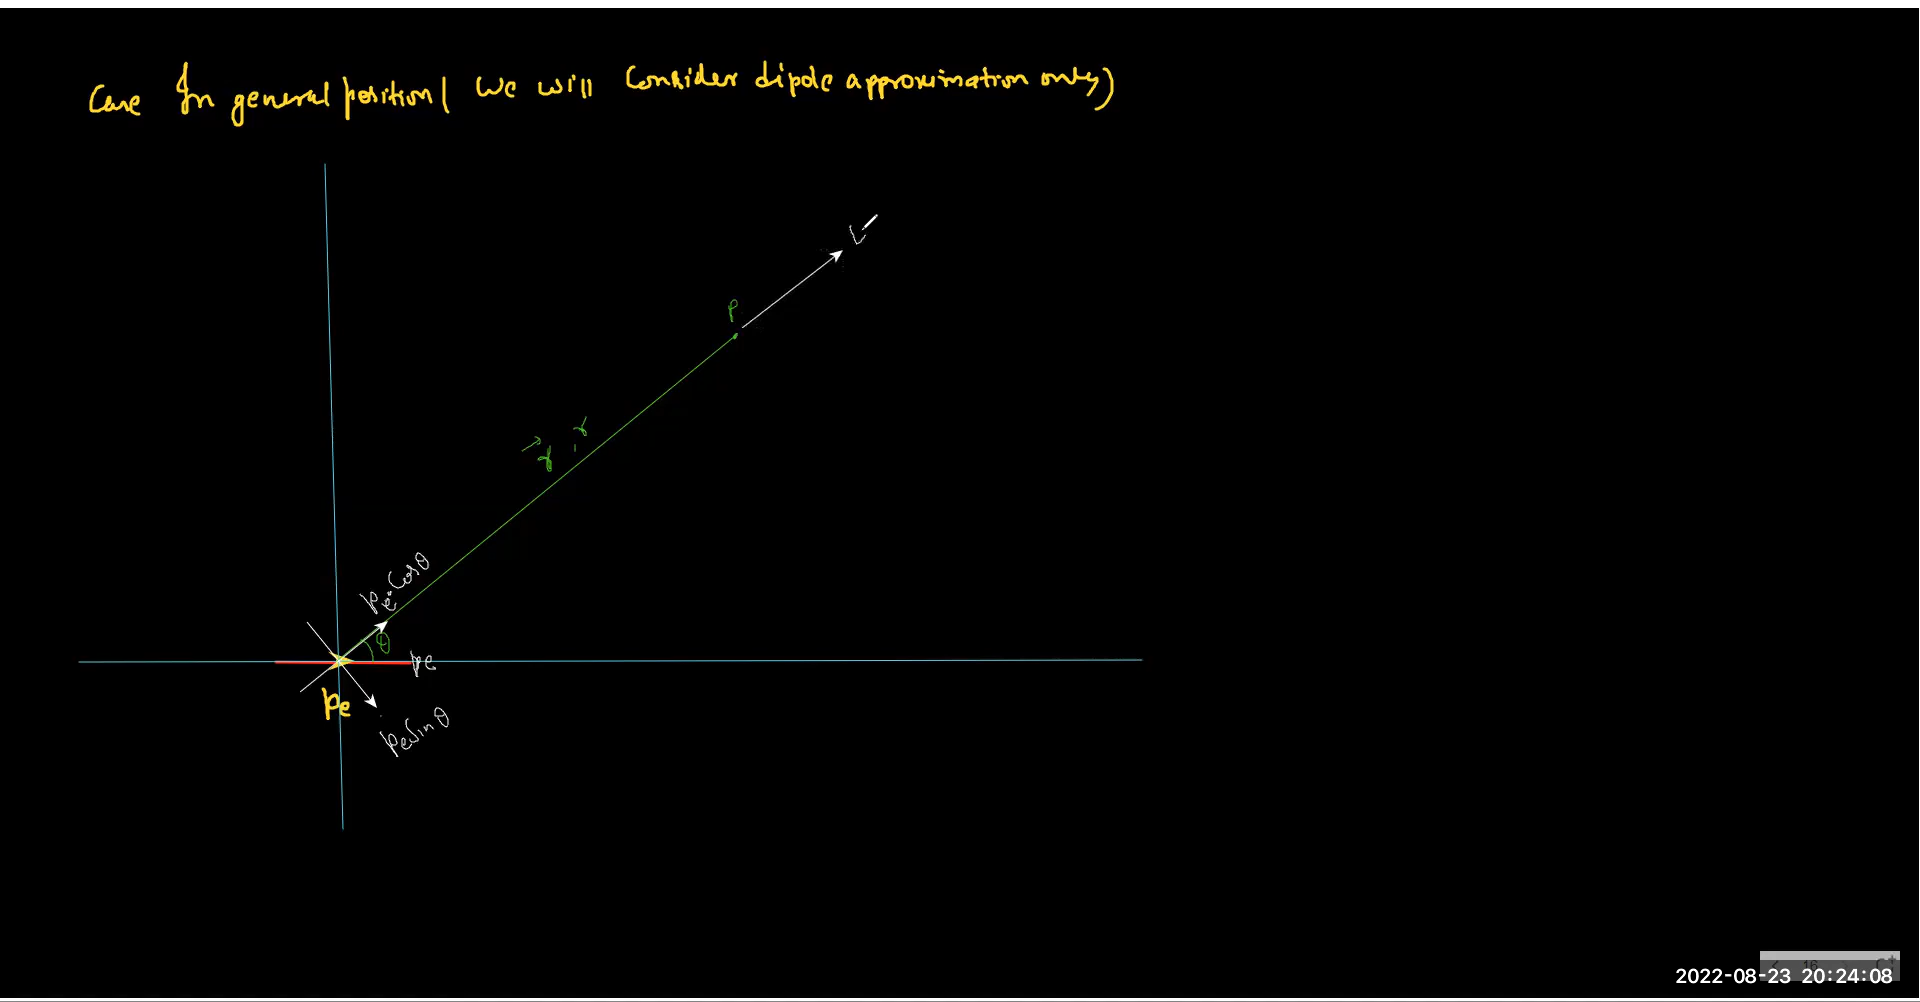 Case In general position ( We will Consider dipole approximation only)
P
r⃗ , r
pe Cosθ
θ
pe
pe
pe Sinθ
2022-08-23 20:24:08